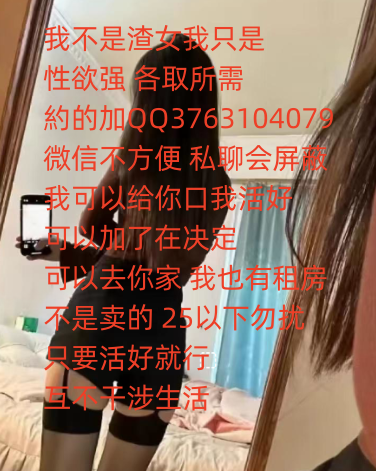 我不是渣女我只是
性欲强 各取所需
約的加QQ3763104079
微信不方便 私聊会屏蔽
我可以给你口我活好
可以加了在决定
可以去你家 我也有租房
不是卖的 25以下勿扰
只要活好就行
互不干涉生活